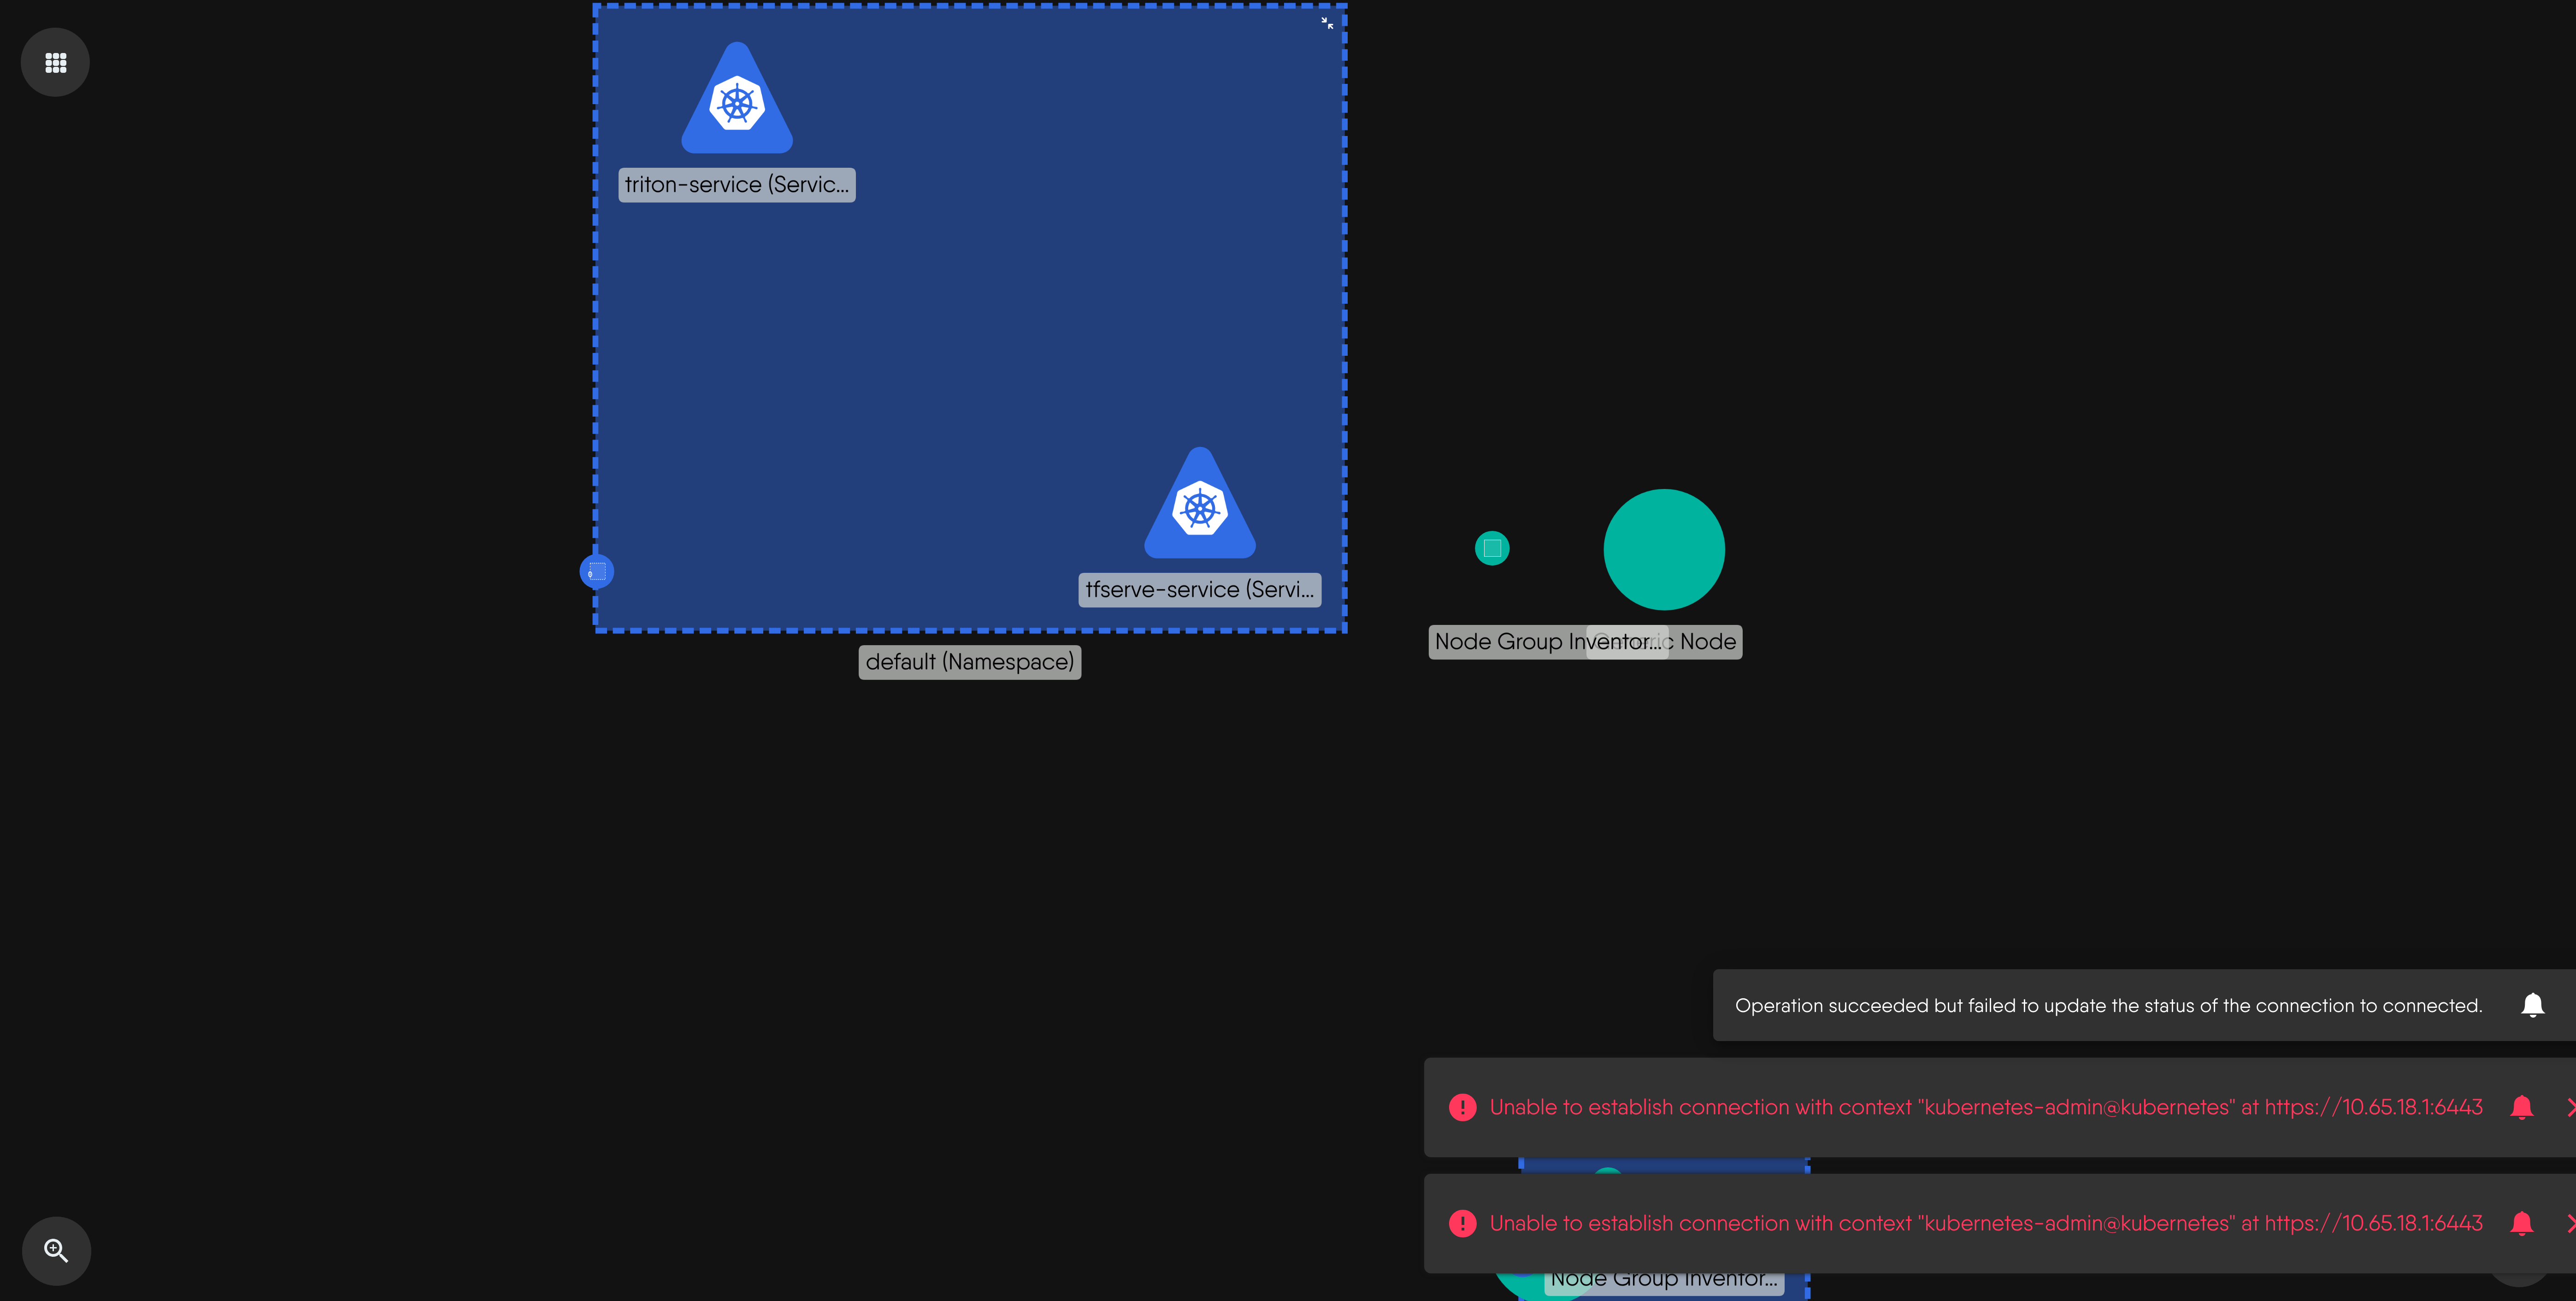 triton-service (Servic...
tfserve-service (Servi...
default (Namespace)
Node Group Inventor...
Node
Operation succeeded but failed to update the status of the connection to connected.
Unable to establish connection with context "kubernetes-admin@kubernetes" at https://10.65.18.1:6443
Unable to establish connection with context "kubernetes-admin@kubernetes" at https://10.65.18.1:6443
Node Group Inventor...